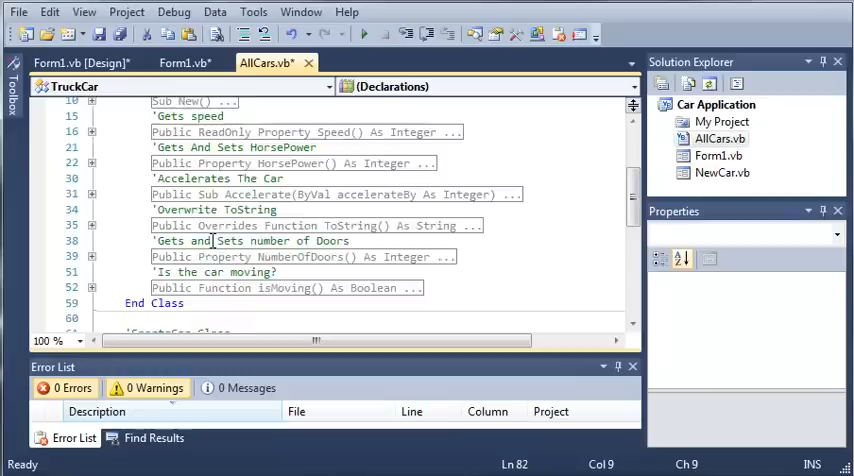 File Edit View Project Debug Data Tools Window Help
Form1.vb [Design]* Form1.vb* AllCars.vb* ×
Toolbox
TruckCar (Declarations)
10 Sub New() ...
15 'Gets speed
16 Public ReadOnly Property Speed() As Integer ...
21 'Gets And Sets HorsePower
22 Public Property HorsePower() As Integer ...
30 'Accelerates The Car
31 Public Sub Accelerate(ByVal accelerateBy As Integer) ...
34 'Overwrite ToString
35 Public Overrides Function ToString() As String ...
38 'Gets and Sets number of Doors
39 Public Property NumberOfDoors() As Integer ...
51 'Is the car moving?
52 Public Function isMoving() As Boolean ...
59 End Class
60
61 'SportsCar Class
100 %
Solution Explorer
Car Application
My Project
AllCars.vb
Form1.vb
NewCar.vb
Properties
Error List
0 Errors 0 Warnings 0 Messages
Description File Line Column Project
Error List Find Results
Ready Ln 82 Col 9 Ch 9